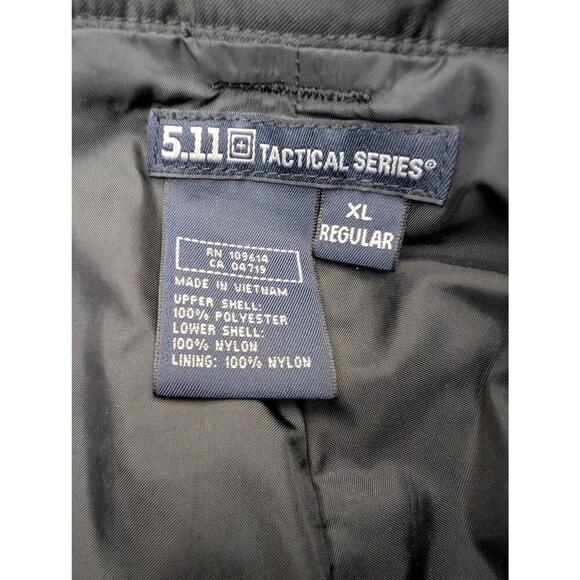 5.11 TACTICAL SERIES®
XL
REGULAR
RN 109614
CA 04719
MADE IN VIETNAM
UPPER SHELL:
100% POLYESTER
LOWER SHELL:
100% NYLON
LINING: 100% NYLON